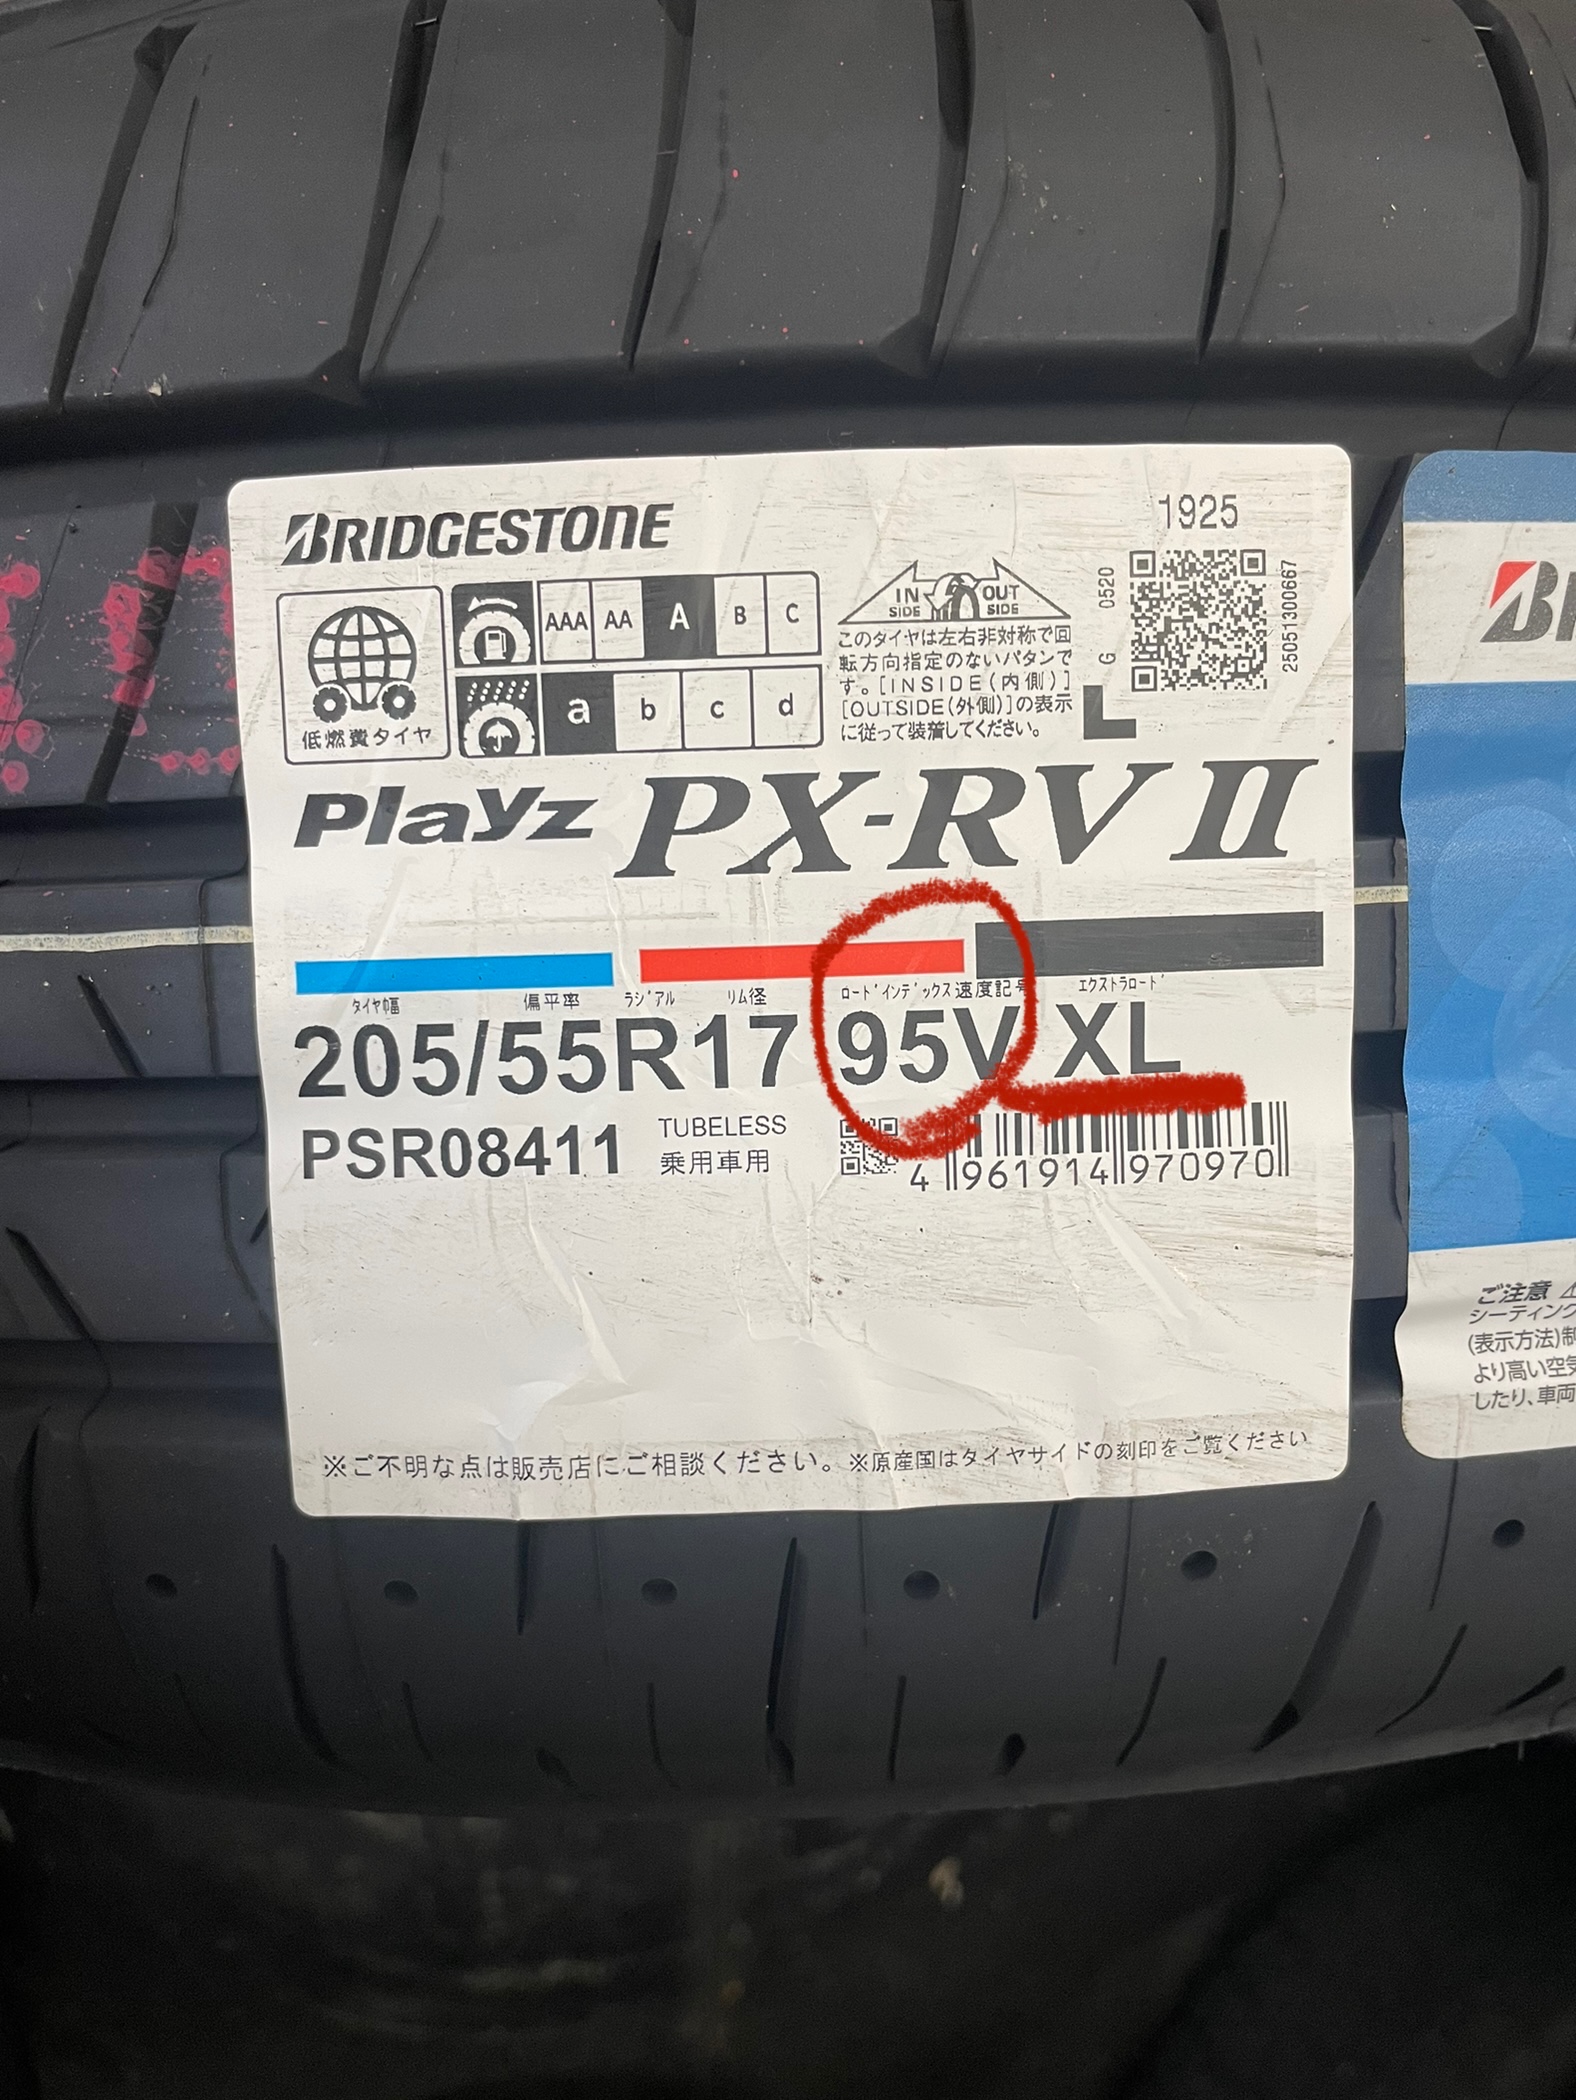 BRIDGESTONE
1925
低燃費タイヤ
AAA AA A B C
a b c d
IN SIDE OUT SIDE
このタイヤは左右非対称で回
転方向指定のないパタンで
す。[INSIDE(内側)]
[OUTSIDE(外側)]の表示
に従って装着してください。
G 0520
L
25051300667
Playz PX-RV II
タイヤ幅 偏平率 ラジアル リム径 ロードインデックス 速度記号 エクストラロード
205/55R17 95V XL
PSR08411
TUBELESS
乗用車用
4 961914 970970
※ご不明な点は販売店にご相談ください。※原産国はタイヤサイドの刻印をご覧ください
ご注意
シーティング
(表示方法)制
より高い空気
したり、車両